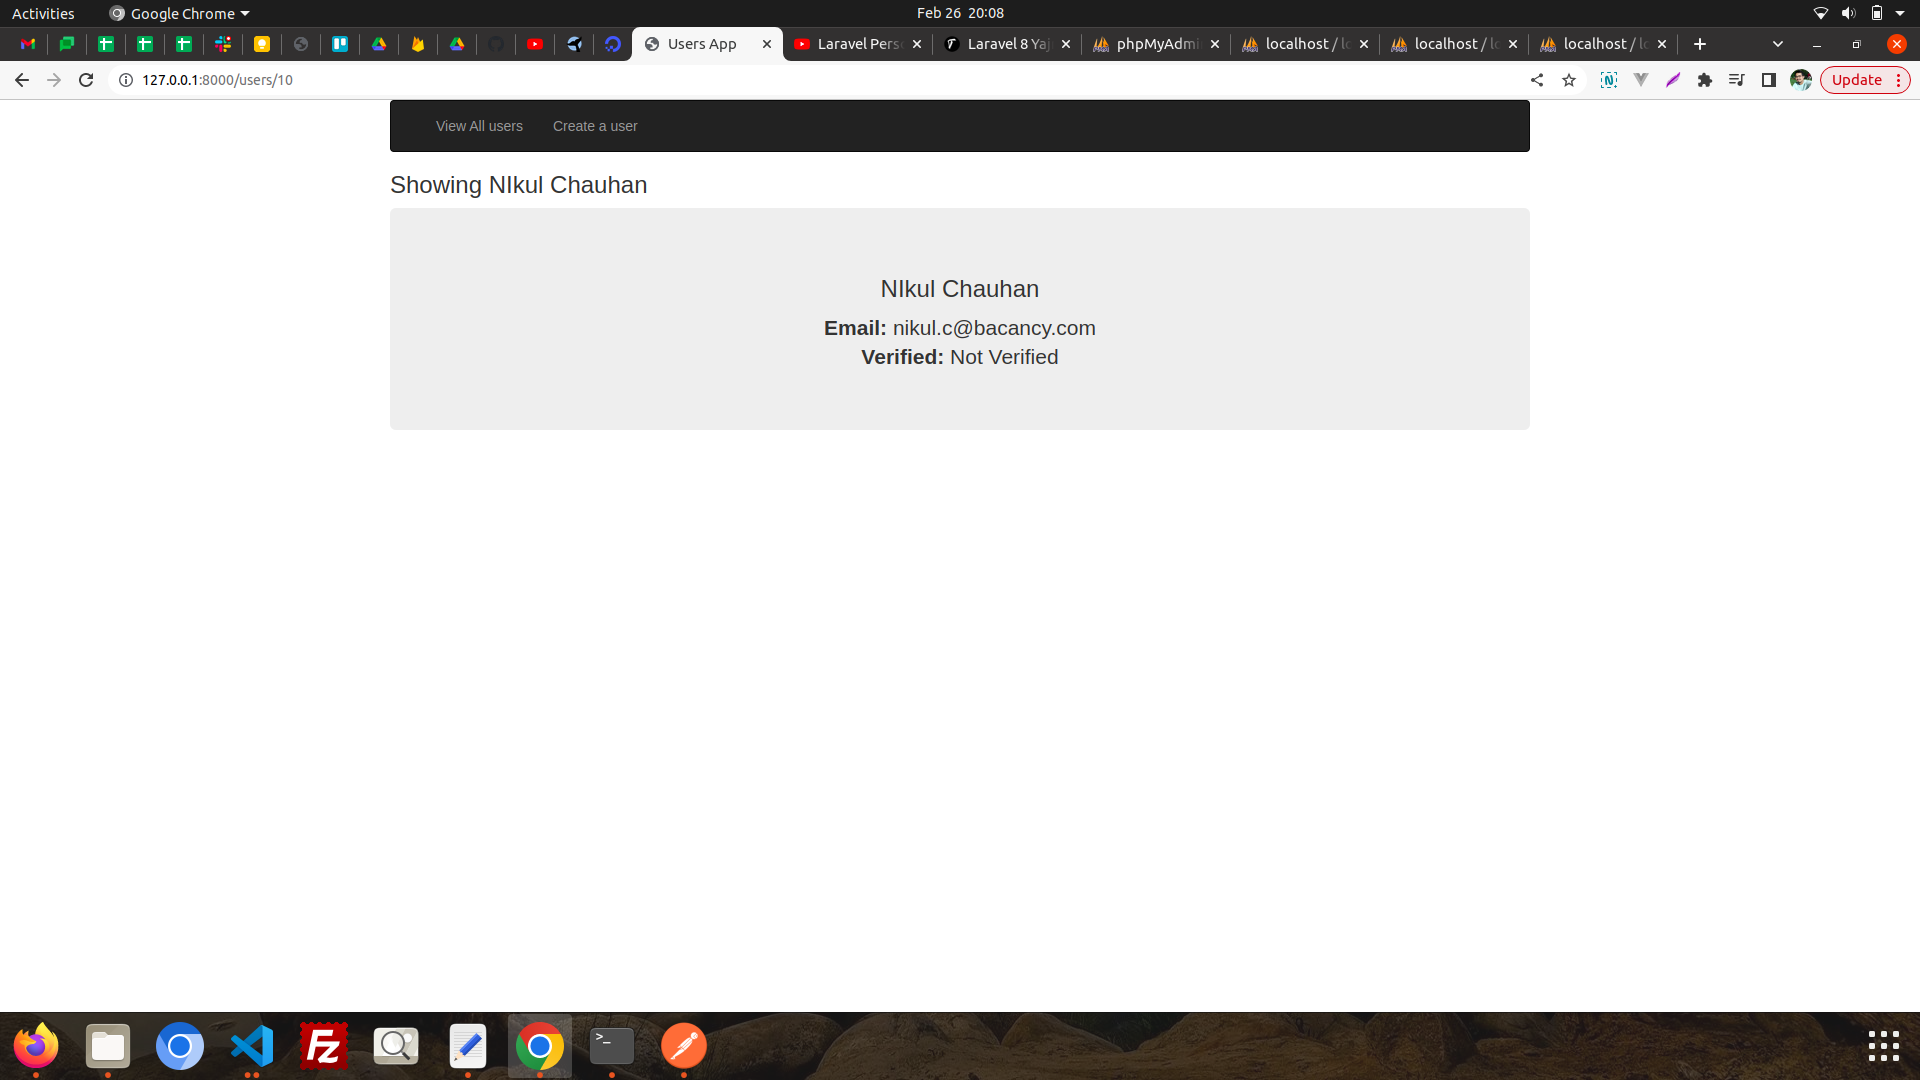 Activities
Google Chrome
Feb 26 20:08
Users App
Laravel Pers
Laravel 8 Yaj
phpMyAdmi
localhost / lo
localhost / lo
localhost / lo
127.0.0.1:8000/users/10
Update
View All users
Create a user
Showing NIkul Chauhan
NIkul Chauhan
Email: nikul.c@bacancy.com
Verified: Not Verified